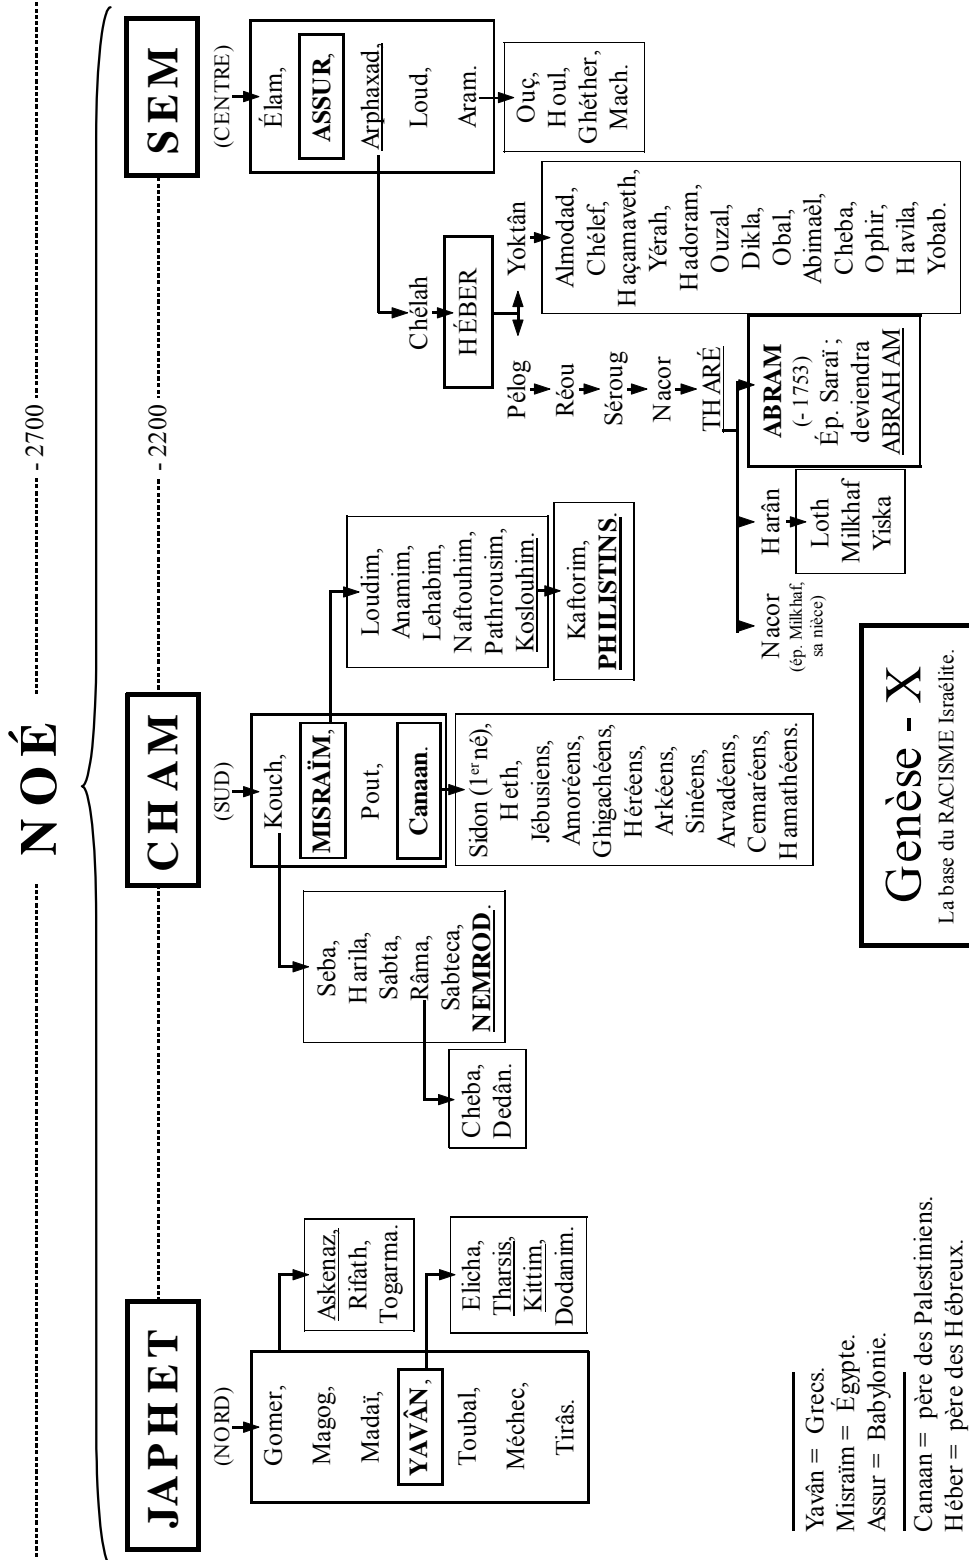 NOÉ
- 2700
JAPHET
CHAM
- 2200
SEM
(NORD)
Gomer,
Magog,
Madaï,
YAVÂN,
Toubal,
Méchec,
Tirâs.
Askenaz,
Rifath,
Togarma.
Elicha,
Tharsis,
Kittim,
Dodanim.
(SUD)
Kouch,
MISRAÏM,
Pout,
Canaan.
Seba,
Harila,
Sabta,
Râma,
Sabteca,
NEMROD.
Cheba,
Dedân.
Loudim,
Anamim,
Lehabim,
Naftouhim,
Pathrousim,
Koslouhim.
Kaftorim,
PHILISTINS.
Sidon (1er né),
Heth,
Jébusiens,
Amoréens,
Ghigachéens,
Héréens,
Arkéens,
Sinéens,
Arvadéens,
Cemaréens,
Hamathéens.
(CENTRE)
Élam,
ASSUR,
Arphaxad,
Loud,
Aram.
Ouç,
Houl,
Ghéther,
Mach.
Chélah
HÉBER
Pélog
Yoktân
Réou
Séroug
Nacor
THARÉ
Almodad,
Chélef,
Haçamaveth,
Yérah,
Hadoram,
Ouzal,
Dikla,
Obal,
Abimaèl,
Cheba,
Ophir,
Havila,
Yobab.
Nacor
(ép. Milkhaf,
sa nièce)
Harân
Loth
Milkhaf
Yiska
ABRAM
(- 1753)
Ép. Saraï ;
deviendra
ABRAHAM
Yavân = Grecs.
Misraïm = Égypte.
Assur = Babylonie.
Canaan = père des Palestiniens.
Héber = père des Hébreux.
Genèse - X
La base du RACISME Israélite.